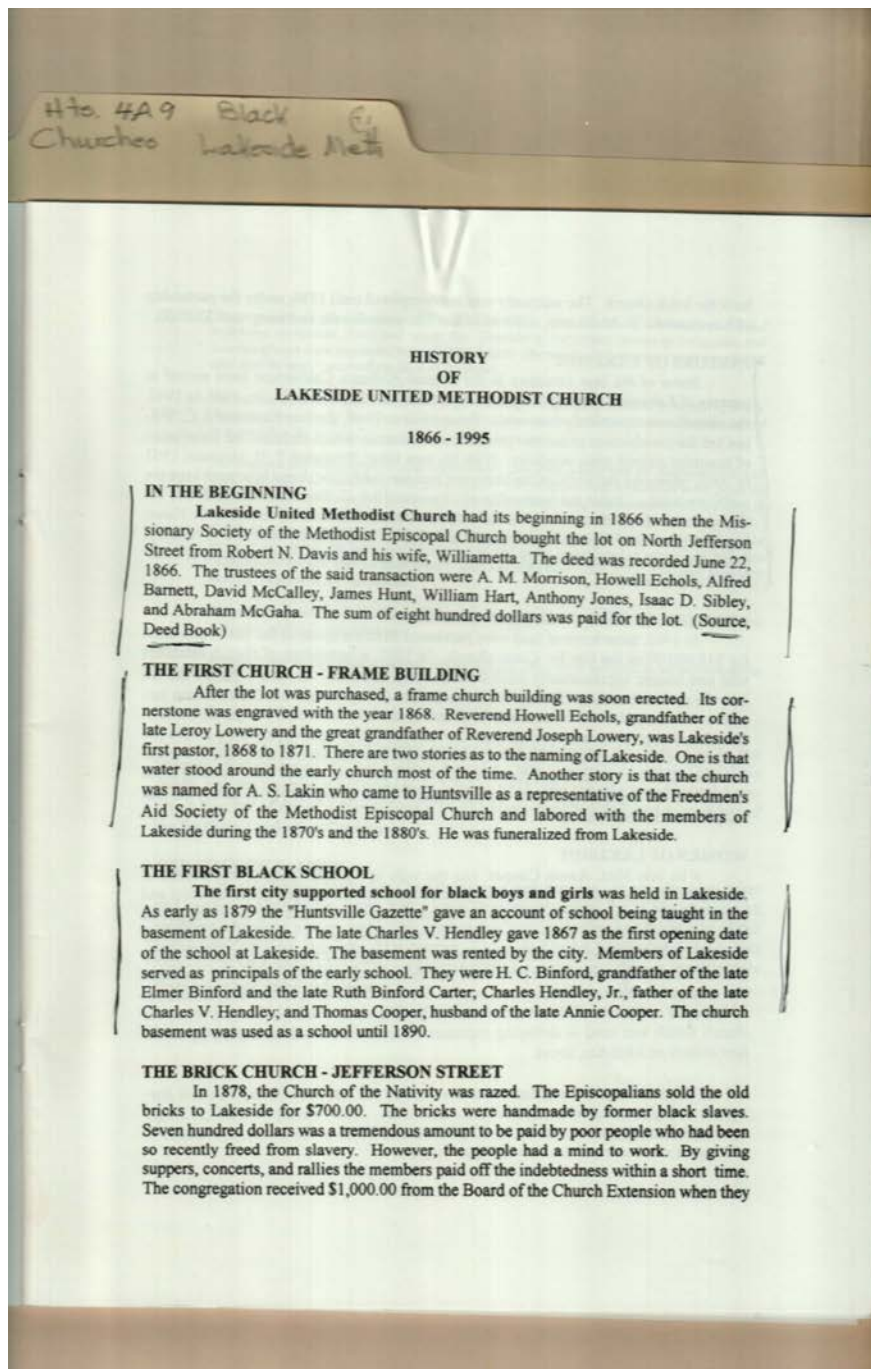 Hts. 4A9 Black
Churches Lakeside Meth
HISTORY
OF
LAKESIDE UNITED METHODIST CHURCH
1866 - 1995
IN THE BEGINNING
Lakeside United Methodist Church had its beginning in 1866 when the Mis-
sionary Society of the Methodist Episcopal Church bought the lot on North Jefferson
Street from Robert N. Davis and his wife, Williametta. The deed was recorded June 22,
1866. The trustees of the said transaction were A. M. Morrison, Howell Echols, Alfred
Barnett, David McCalley, James Hunt, William Hart, Anthony Jones, Isaac D. Sibley,
and Abraham McGaha. The sum of eight hundred dollars was paid for the lot. (Source,
Deed Book)
THE FIRST CHURCH - FRAME BUILDING
After the lot was purchased, a frame church building was soon erected. Its cor-
nerstone was engraved with the year 1868. Reverend Howell Echols, grandfather of the
late Leroy Lowery and the great grandfather of Reverend Joseph Lowery, was Lakeside's
first pastor, 1868 to 1871. There are two stories as to the naming of Lakeside. One is that
water stood around the early church most of the time. Another story is that the church
was named for A. S. Lakin who came to Huntsville as a representative of the Freedmen's
Aid Society of the Methodist Episcopal Church and labored with the members of
Lakeside during the 1870's and the 1880's. He was funeralized from Lakeside.
THE FIRST BLACK SCHOOL
The first city supported school for black boys and girls was held in Lakeside.
As early as 1879 the "Huntsville Gazette" gave an account of school being taught in the
basement of Lakeside. The late Charles V. Hendley gave 1867 as the first opening date
of the school at Lakeside. The basement was rented by the city. Members of Lakeside
served as principals of the early school. They were H. C. Binford, grandfather of the late
Elmer Binford and the late Ruth Binford Carter; Charles Hendley, Jr., father of the late
Charles V. Hendley; and Thomas Cooper, husband of the late Annie Cooper. The church
basement was used as a school until 1890.
THE BRICK CHURCH - JEFFERSON STREET
In 1878, the Church of the Nativity was razed. The Episcopalians sold the old
bricks to Lakeside for $700.00. The bricks were handmade by former black slaves.
Seven hundred dollars was a tremendous amount to be paid by poor people who had been
so recently freed from slavery. However, the people had a mind to work. By giving
suppers, concerts, and rallies the members paid off the indebtedness within a short time.
The congregation received $1,000.00 from the Board of the Church Extension when they